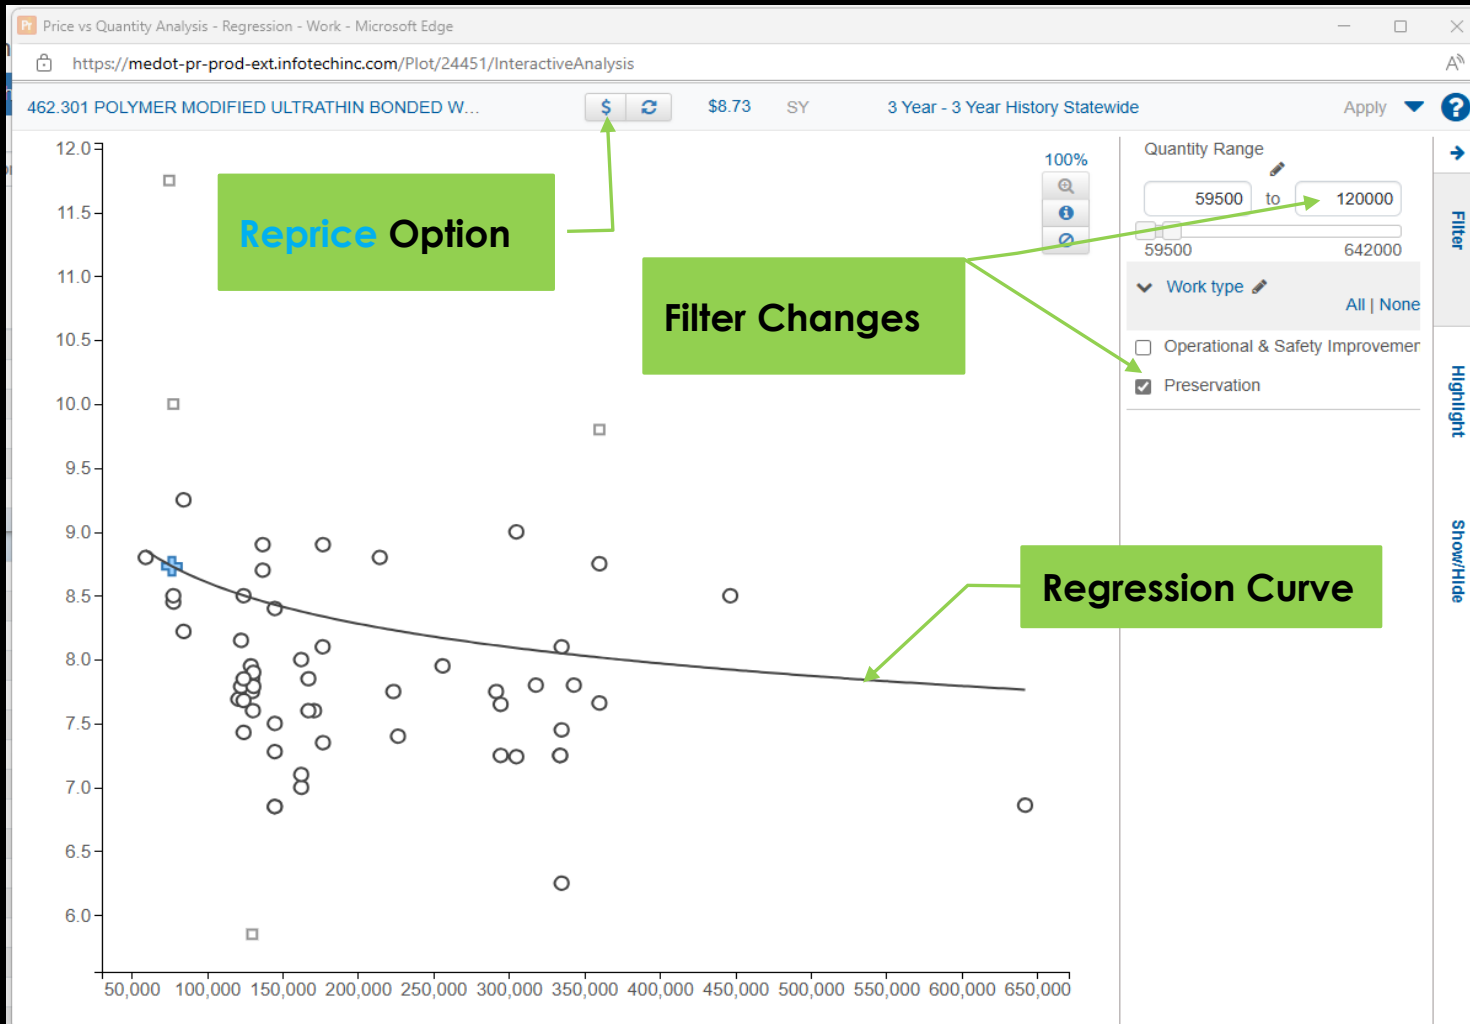 Pr Price vs Quantity Analysis - Regression - Work - Microsoft Edge
https://medot-pr-prod-ext.infotechinc.com/Plot/24451/InteractiveAnalysis
462.301 POLYMER MODIFIED ULTRATHIN BONDED W... $ $8.73 SY 3 Year - 3 Year History Statewide Apply ?
12.0
11.5
11.0
10.5
10.0
9.5
9.0
8.5
8.0
7.5
7.0
6.5
6.0
50,000 100,000 150,000 200,000 250,000 300,000 350,000 400,000 450,000 500,000 550,000 600,000 650,000
Reprice Option
Filter Changes
Regression Curve
100%
Quantity Range
59500 to 120000
59500 642000
Work type
All | None
Operational & Safety Improvemen
Preservation
Filter
Highlight
Show/Hide